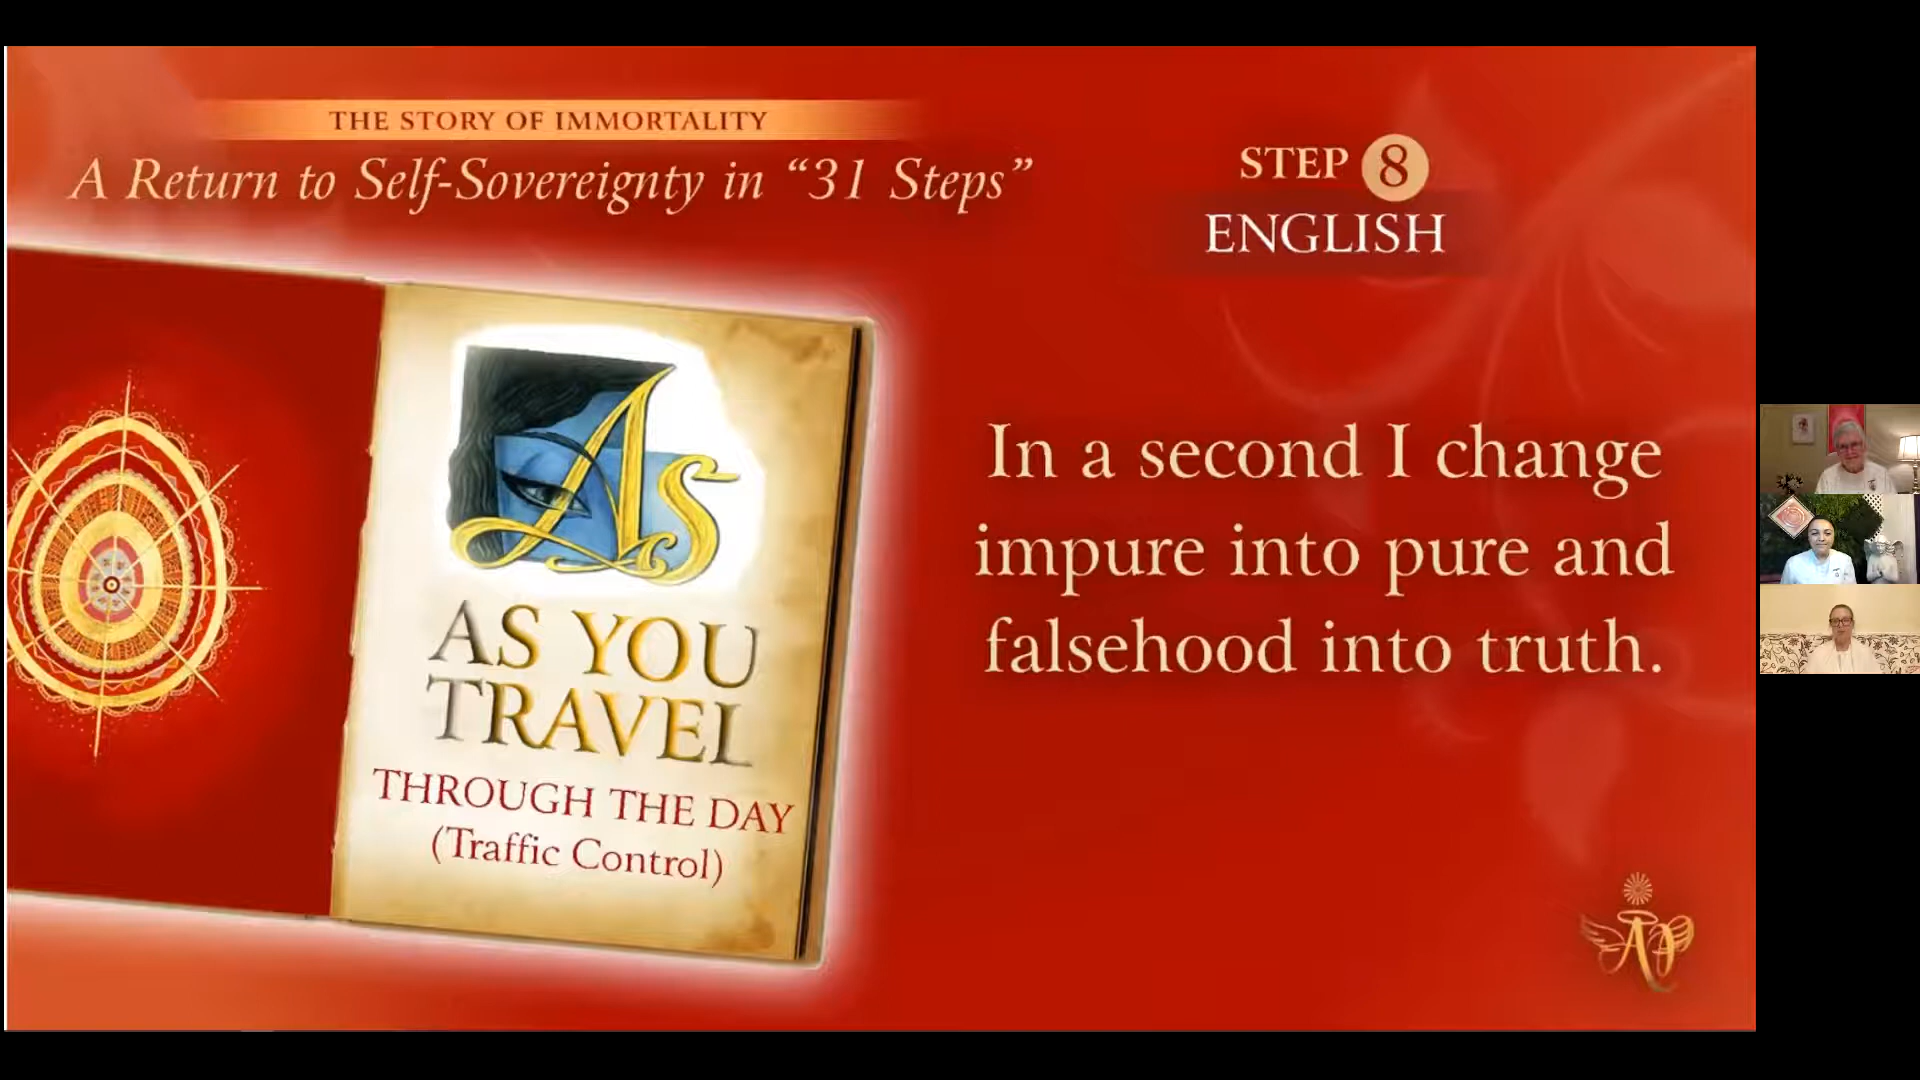 THE STORY OF IMMORTALITY
A Return to Self-Sovereignty in “31 Steps”
STEP 8
ENGLISH
As
AS YOU
TRAVEL
THROUGH THE DAY
(Traffic Control)
In a second I change
impure into pure and
falsehood into truth.